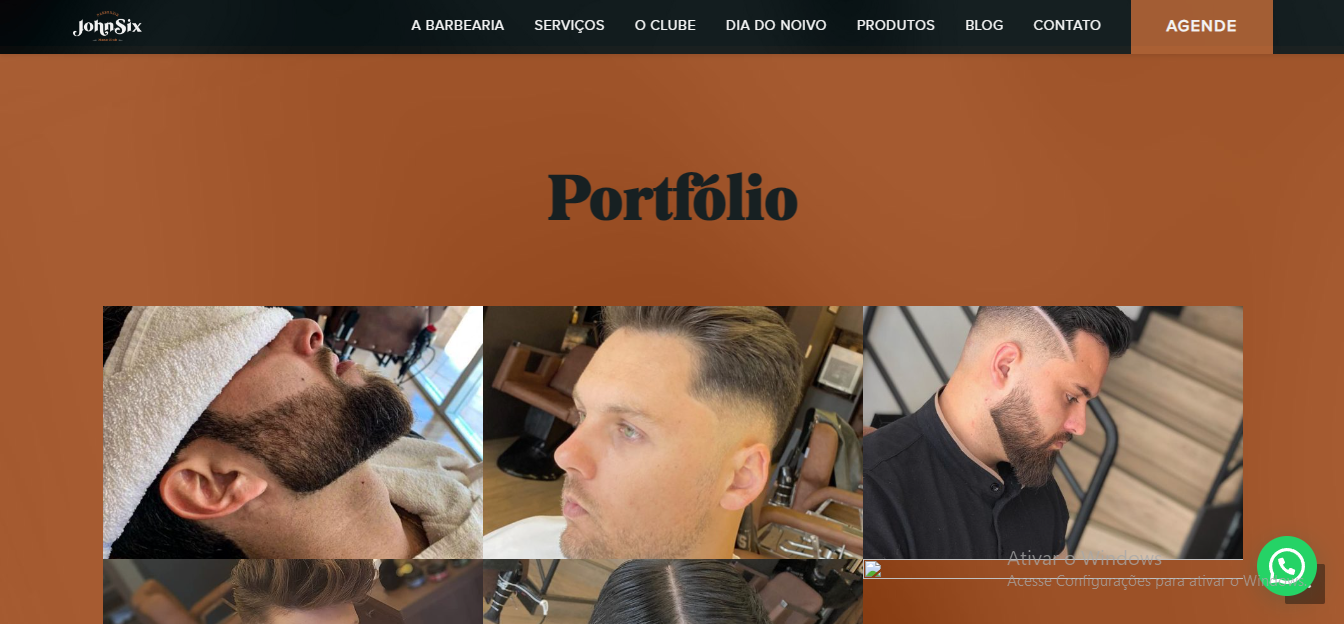 JohnSix
A BARBEARIA
SERVIÇOS
O CLUBE
DIA DO NOIVO
PRODUTOS
BLOG
CONTATO
AGENDE
Portfólio
Ativar o Windows
Acesse Configurações para ativar o Windows.